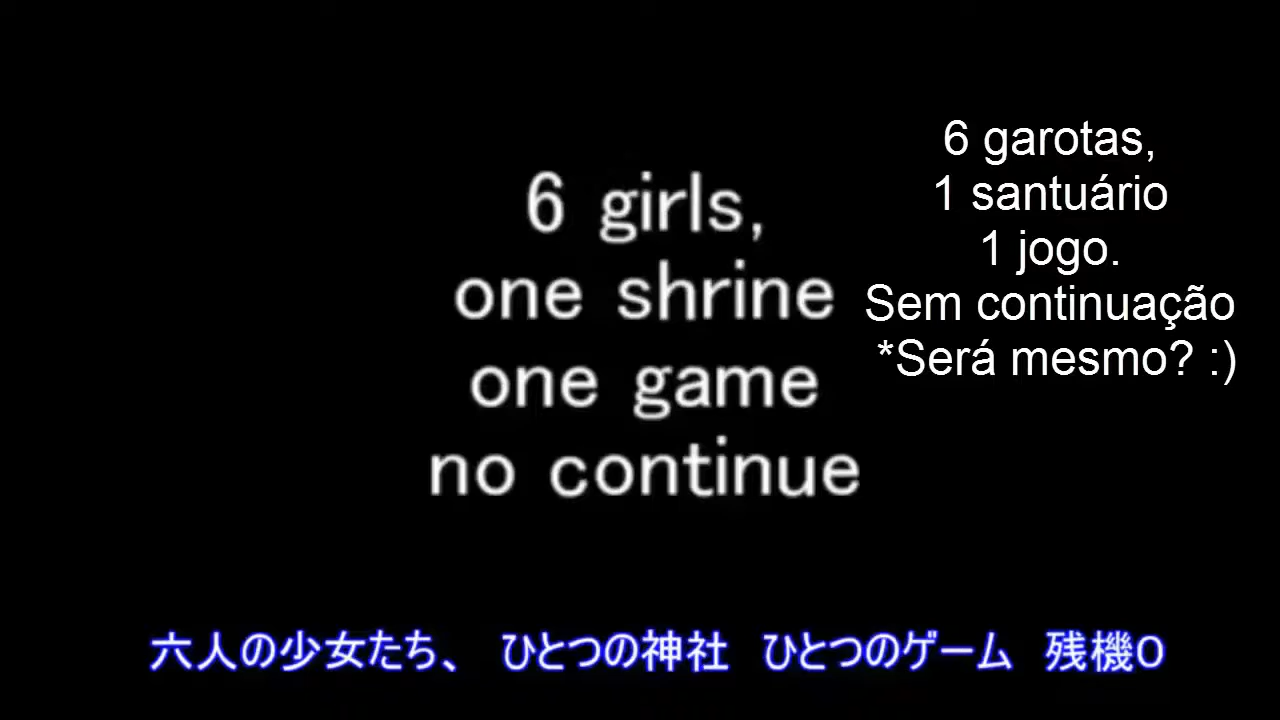 6 girls,
one shrine
one game
no continue
6 garotas,
1 santuário
1 jogo.
Sem continuação
*Será mesmo? :)
六人の少女たち、 ひとつの神社 ひとつのゲーム 残機0